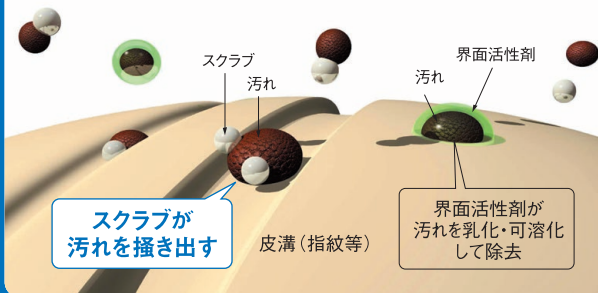 スクラブ
汚れ
界面活性剤
汚れ
スクラブが
汚れを掻き出す
皮溝（指紋等）
界面活性剤が
汚れを乳化・可溶化
して除去